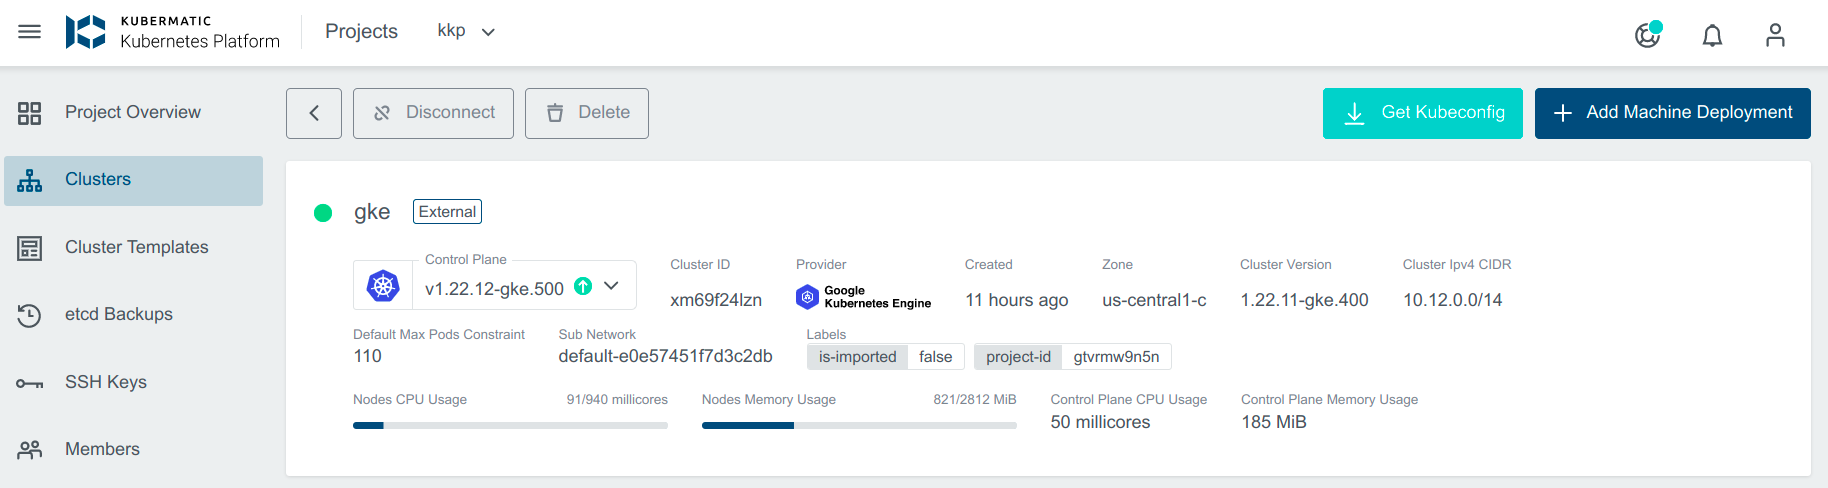 KUBERMATIC
Kubernetes Platform
Projects
kkp
Project Overview
Clusters
Cluster Templates
etcd Backups
SSH Keys
Members
Disconnect
Delete
Get Kubeconfig
Add Machine Deployment
gke
External
Control Plane
v1.22.12-gke.500
Cluster ID
xm69f24lzn
Provider
Google
Kubernetes Engine
Created
11 hours ago
Zone
us-central1-c
Cluster Version
1.22.11-gke.400
Cluster Ipv4 CIDR
10.12.0.0/14
Default Max Pods Constraint
110
Sub Network
default-e0e57451f7d3c2db
Labels
is-imported false
project-id gtvrmw9n5n
Nodes CPU Usage 91/940 millicores
Nodes Memory Usage 821/2812 MiB
Control Plane CPU Usage
50 millicores
Control Plane Memory Usage
185 MiB